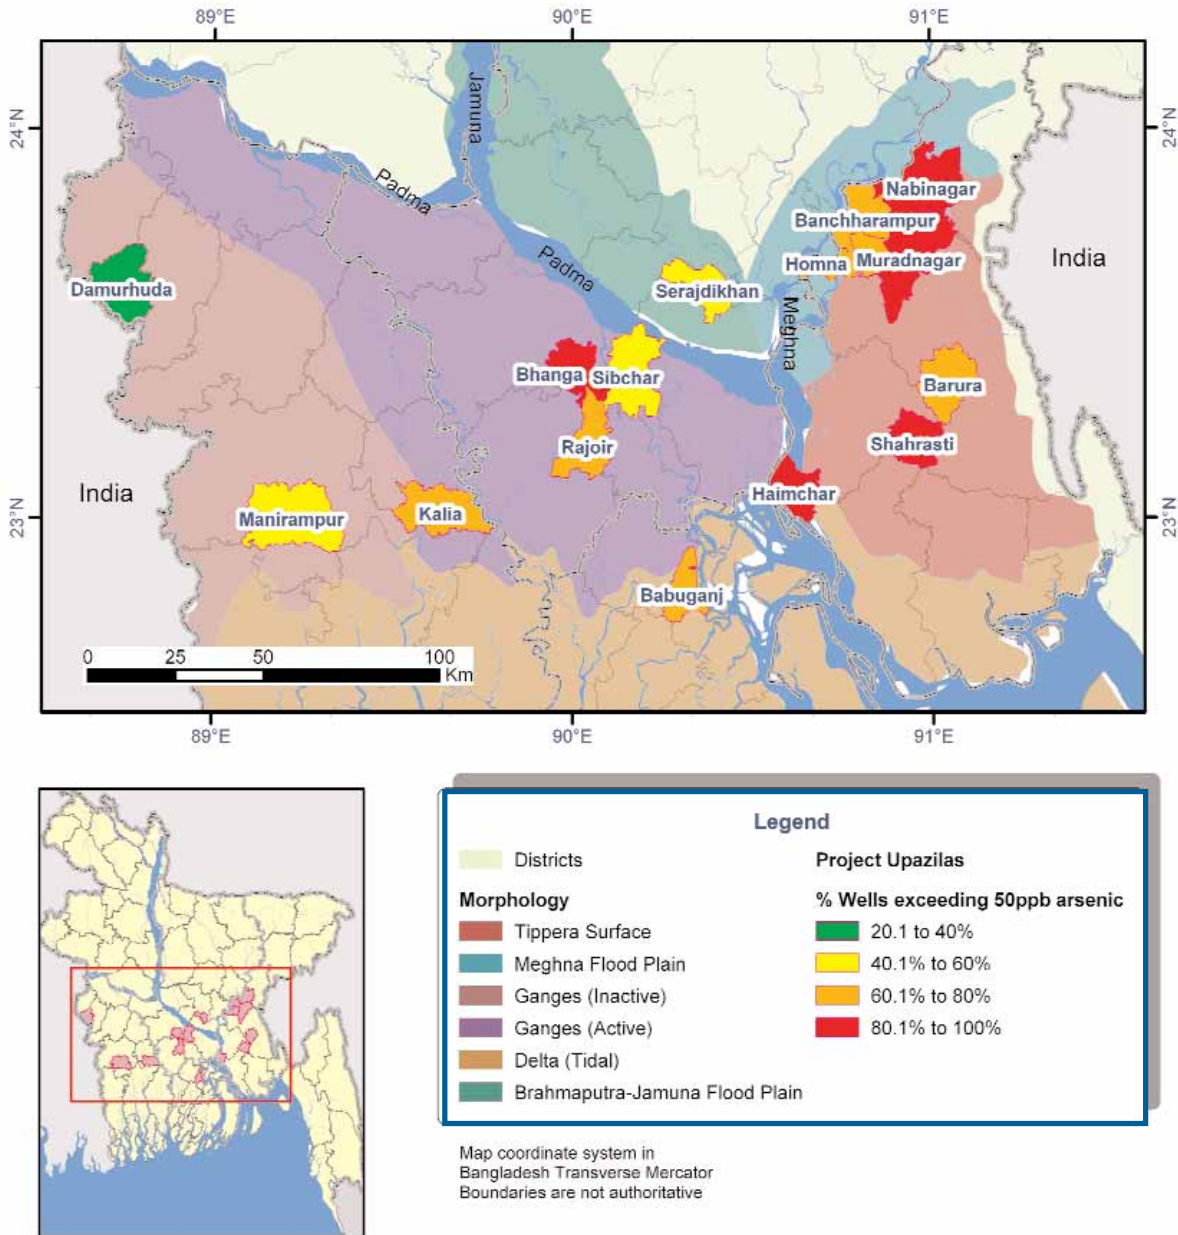 89°E 90°E 91°E
24°N 24°N
Jamuna
Padma
Nabinagar
Banchharampur
Padma
Homna Muradnagar
India
Damurhuda
Serajdikhan
Meghna
Bhanga Sibchar
Barura
Rajoir
Shahrasti
India
Haimchar
Manirampur
Kalia
23°N 23°N
Babuganj
0 25 50 100
Km
89°E 90°E 91°E
Legend
Districts
Morphology
Tippera Surface
Meghna Flood Plain
Ganges (Inactive)
Ganges (Active)
Delta (Tidal)
Brahmaputra-Jamuna Flood Plain
Project Upazilas
% Wells exceeding 50ppb arsenic
20.1 to 40%
40.1% to 60%
60.1% to 80%
80.1% to 100%
Map coordinate system in
Bangladesh Transverse Mercator
Boundaries are not authoritative